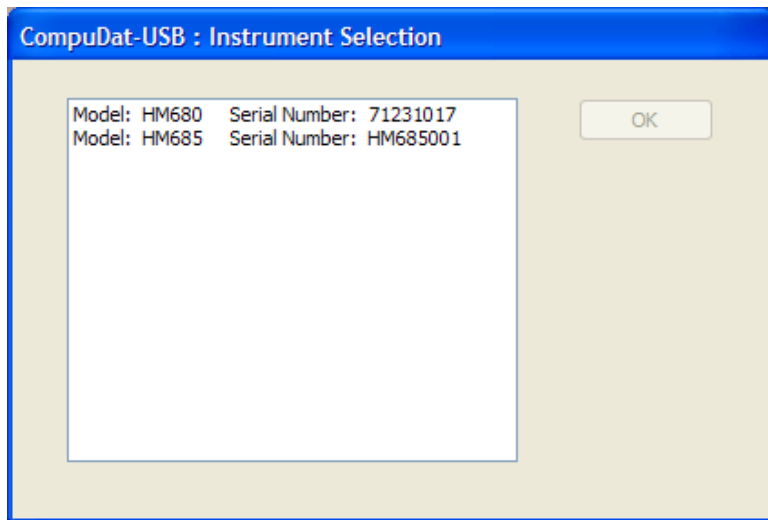 CompuDat-USB : Instrument Selection
Model: HM680 Serial Number: 71231017
Model: HM685 Serial Number: HM685001
OK